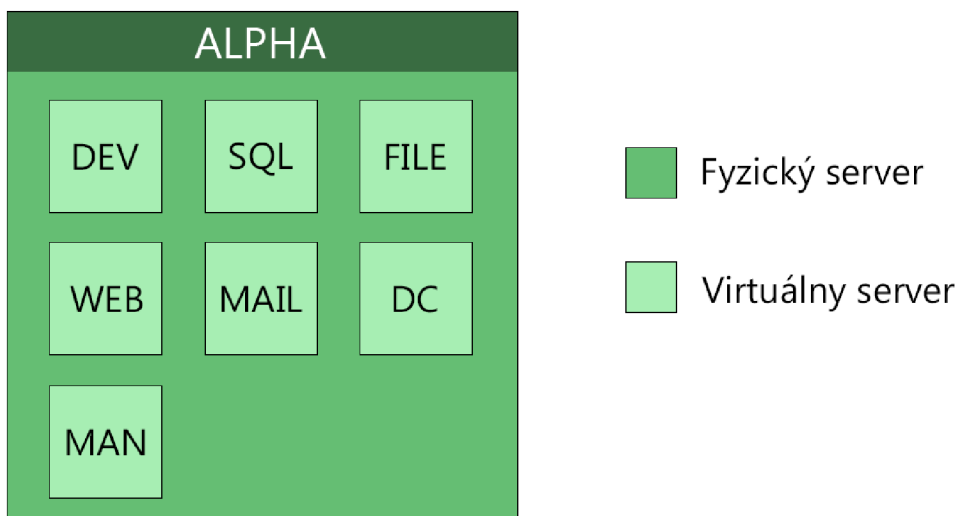 ALPHA
DEV SQL FILE
WEB MAIL DC
MAN
Fyzický server
Virtuálny server